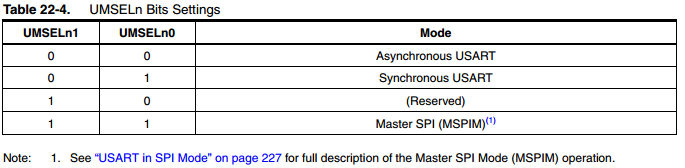 Table 22-4. UMSELn Bits Settings
UMSELn1 UMSELn0 Mode
0 0 Asynchronous USART
0 1 Synchronous USART
1 0 (Reserved)
1 1 Master SPI (MSPIM)(1)
Note: 1. See “USART in SPI Mode” on page 227 for full description of the Master SPI Mode (MSPIM) operation.